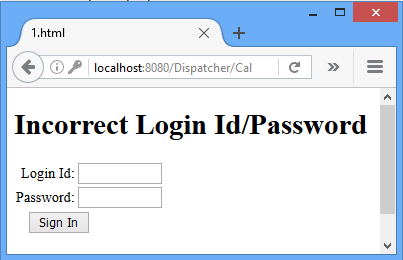 1.html
localhost:8080/Dispatcher/Cal
Incorrect Login Id/Password
Login Id:
Password:
Sign In